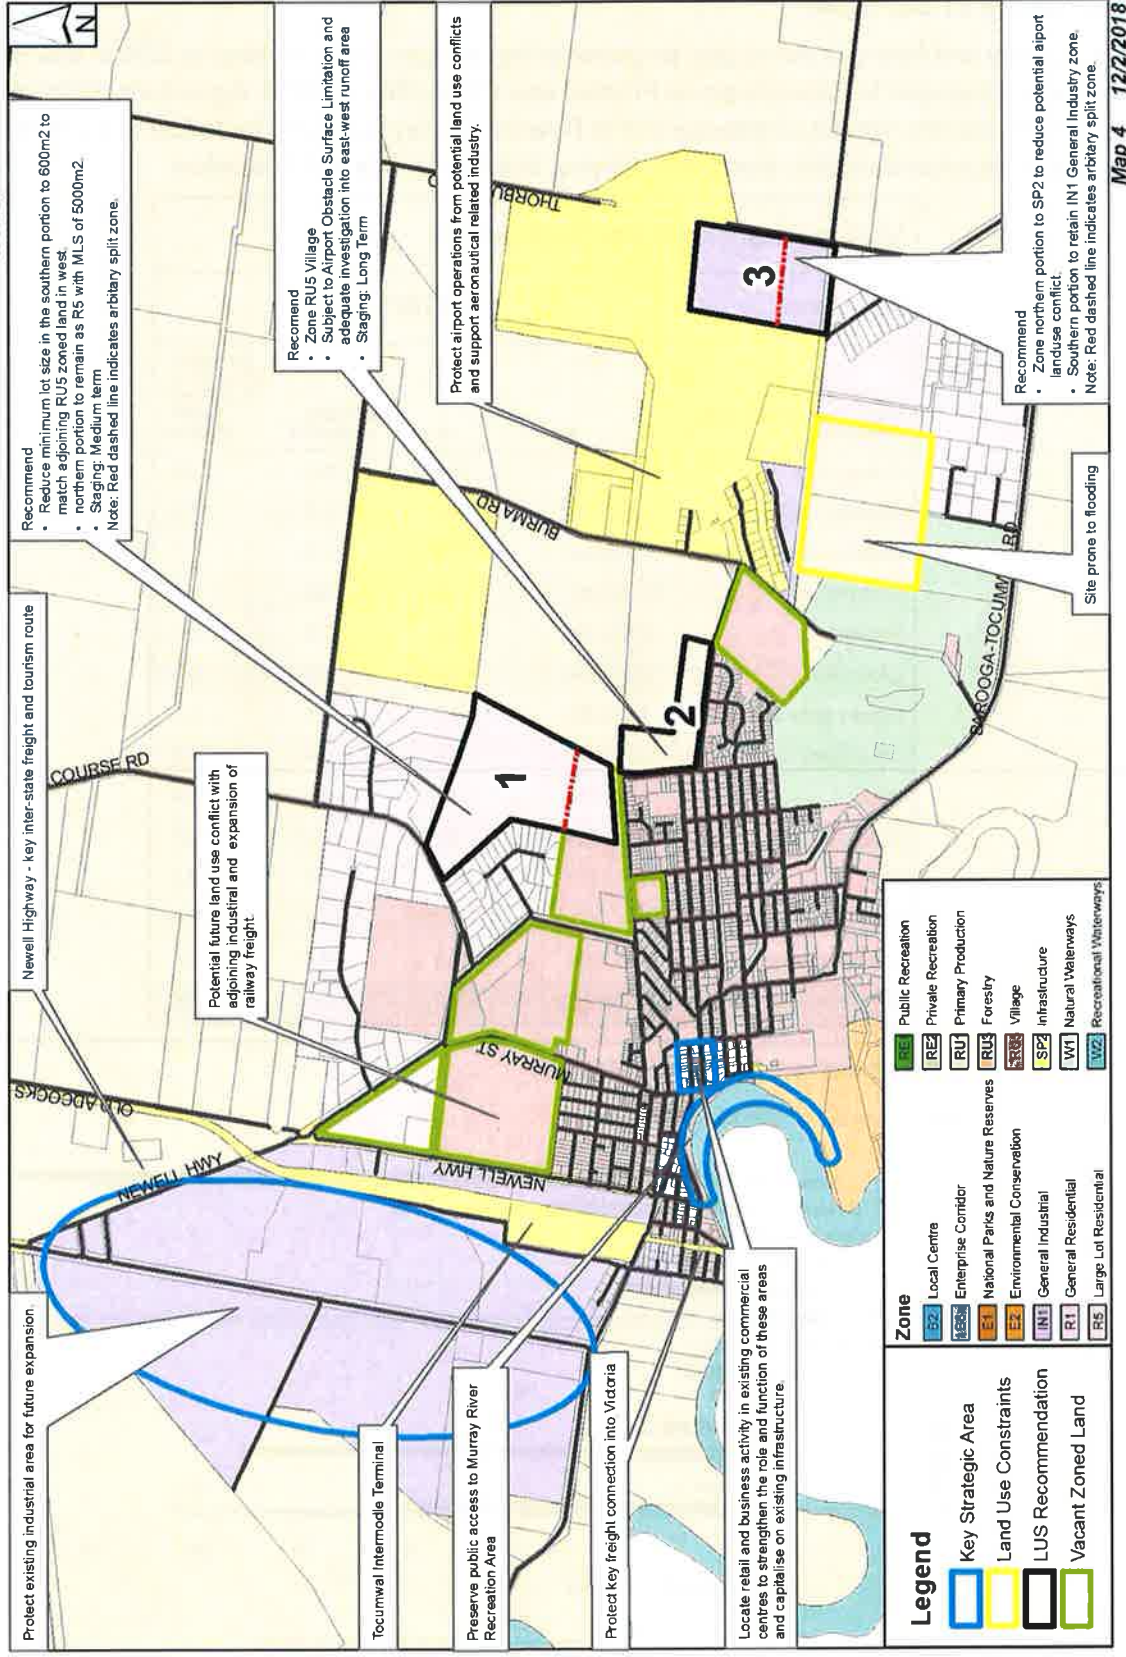 N
Newell Highway - key inter-state freight and tourism route
Recommend
• Reduce minimum lot size in the southern portion to 600m2 to
match adjoining RU5 zoned land in west.
• northern portion to remain as R5 with MLS of 5000m2.
• Staging: Medium term
Note: Red dashed line indicates arbitary split zone.
Recomend
• Zone RU5 Village
• Subject to Airport Obstacle Surface Limitation and
adequate investigation into east-west runoff area
• Staging: Long Term
Protect airport operations from potential land use conflicts
and support aeronautical related industry.
Potential future land use conflict with
adjoining industiral and expansion of
railway freight.
Protect existing industrial area for future expansion.
Tocumwal Intermodle Terminal
Preserve public access to Murray River
Recreation Area
Protect key freight connection into Victoria
Locate retail and business activity in existing commercial
centres to strengthen the role and function of these areas
and capitalise on existing infrastructure.
Site prone to flooding
Recommend
• Zone northern portion to SP2 to reduce potential aiport
landuse conflict.
• Southern portion to retain IN1 General Industry zone.
Note: Red dashed line indicates arbitary split zone.
OLD ADCOCKS
NEWELL HWY
NEWELL HWY
MURRAY ST
COURSE RD
BURMA RD
THORBU
BAROOGA-TOCUMW
RD
1
2
3
Legend
Key Strategic Area
Land Use Constraints
LUS Recommendation
Vacant Zoned Land
Zone
B2 Local Centre
Enterprise Corridor
E1 National Parks and Nature Reserves
E2 Environmental Conservation
IN1 General Industrial
R1 General Residential
R5 Large Lot Residential
RE1 Public Recreation
RE2 Private Recreation
RU1 Primary Production
RU3 Forestry
RU5 Village
SP2 Infrastructure
W1 Natural Waterways
W2 Recreational Waterways
Map 4 12/2/2018